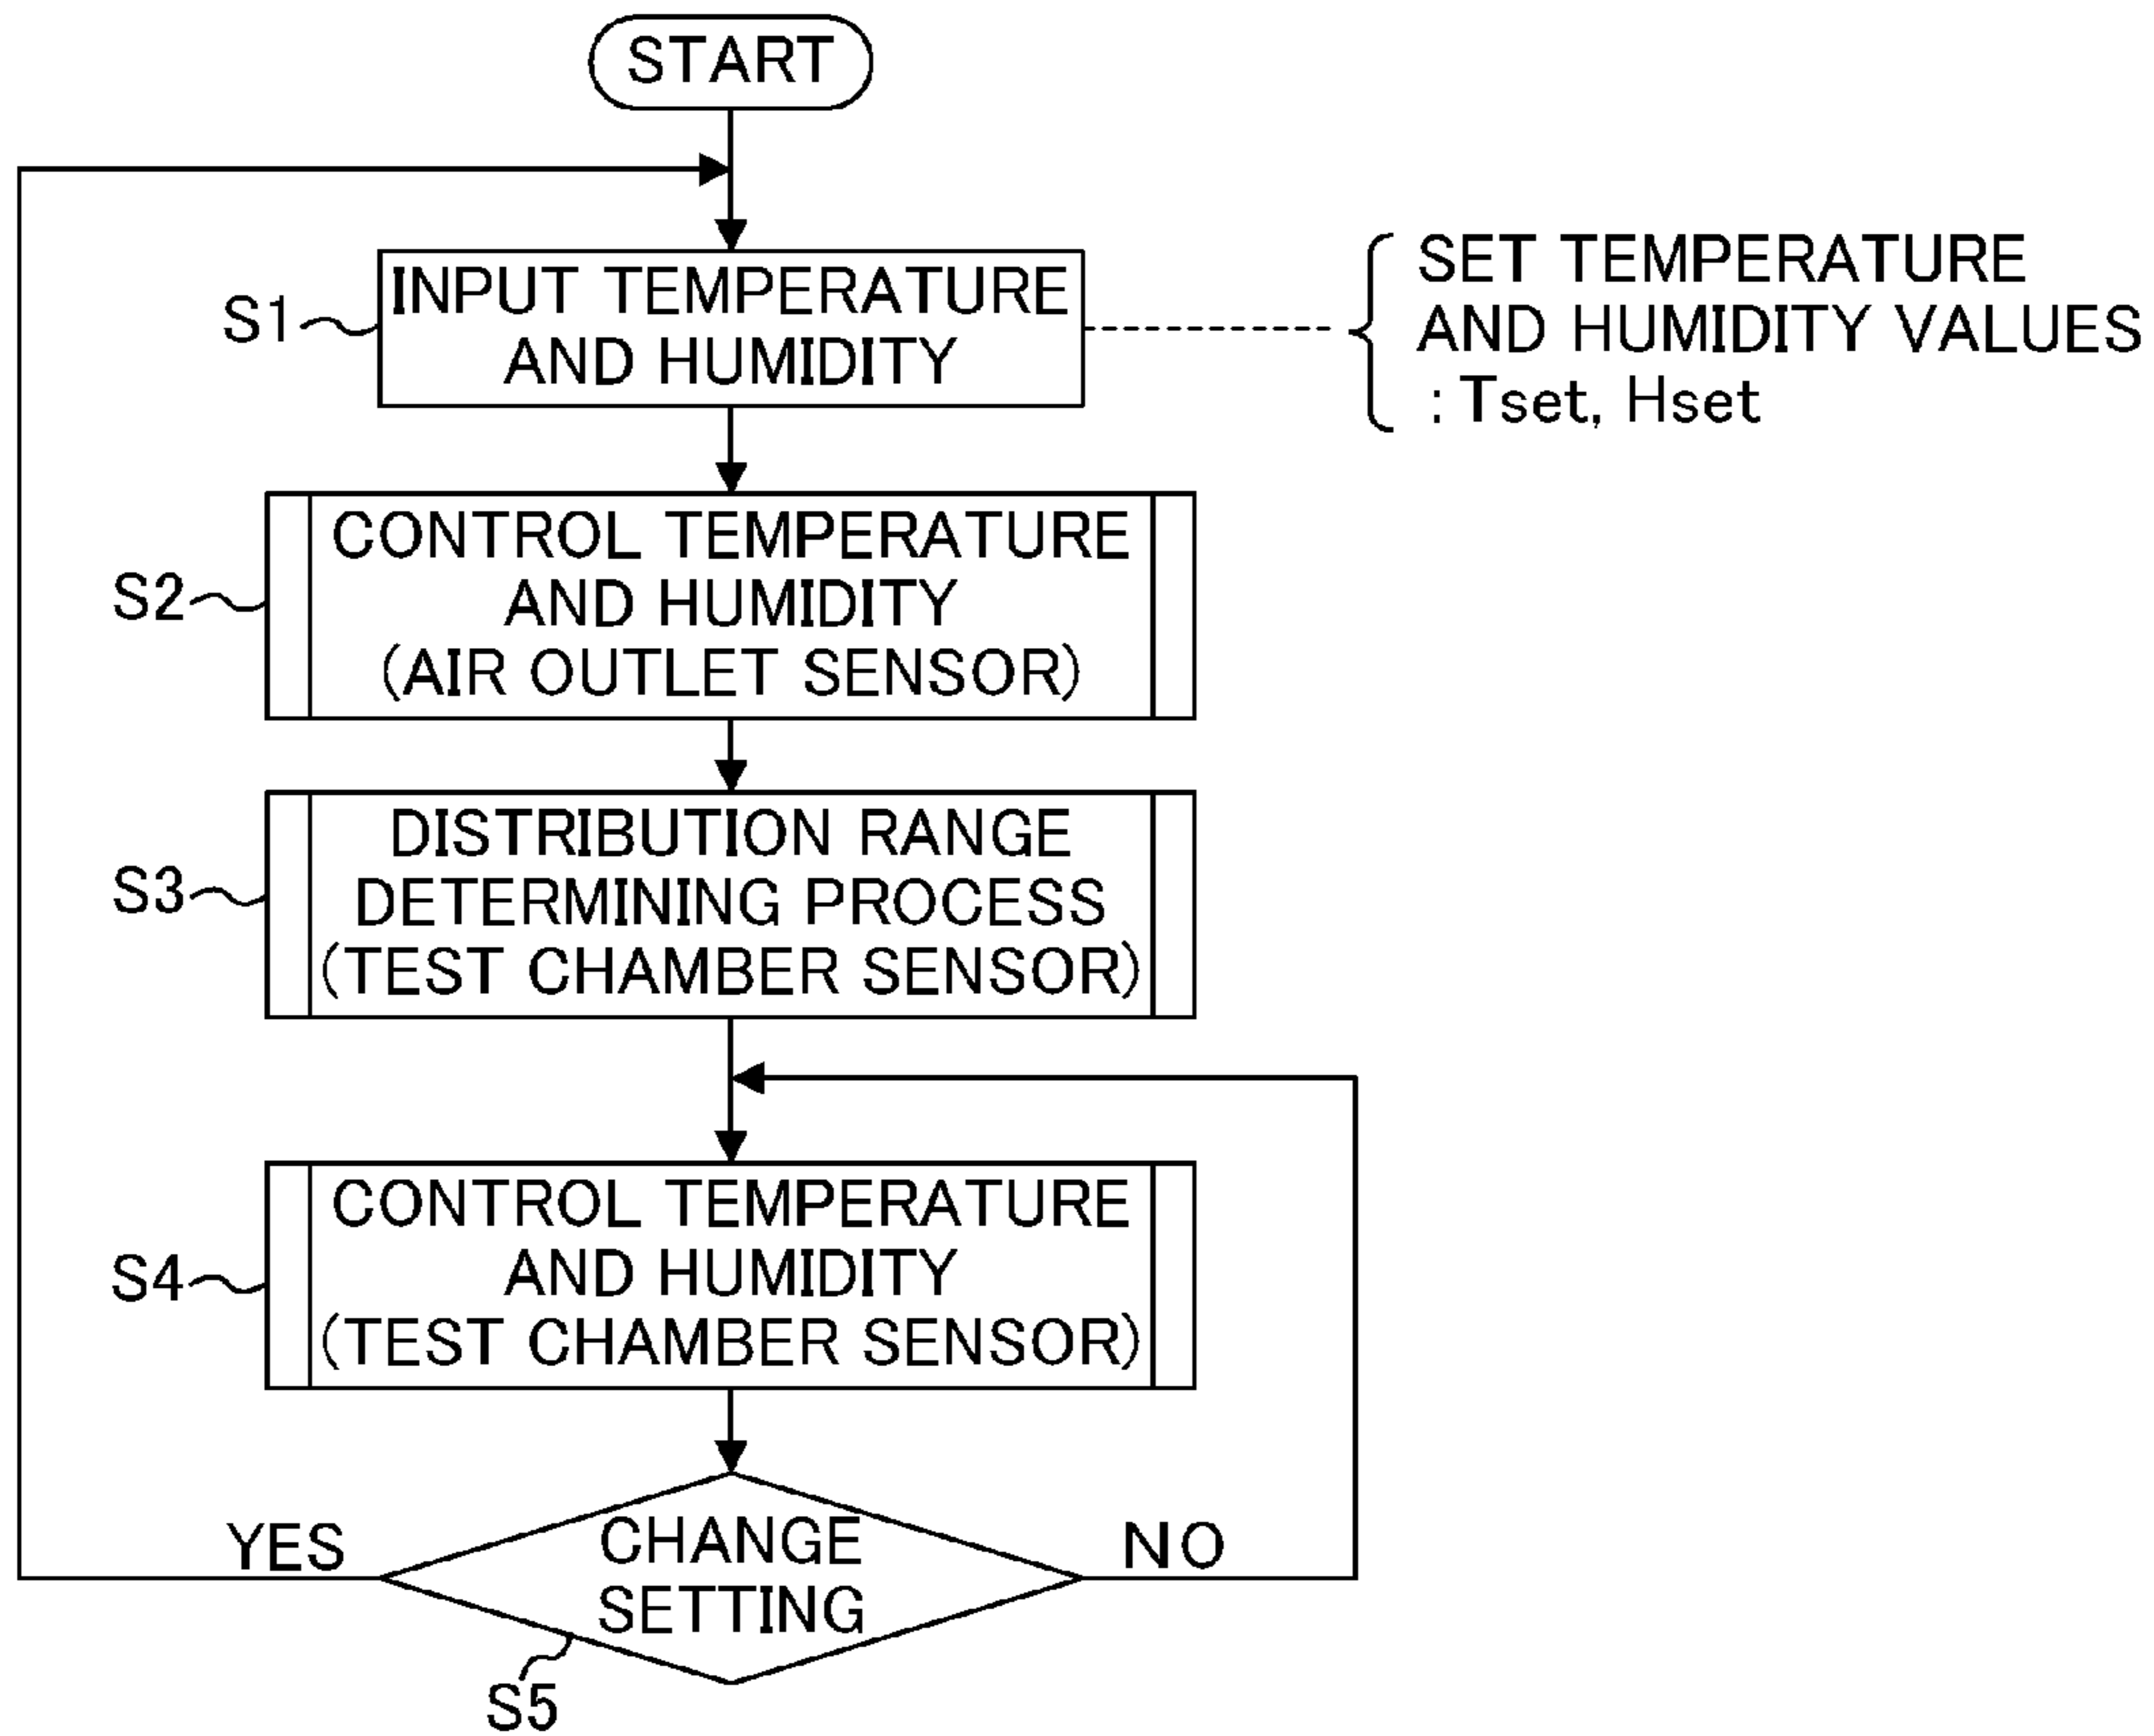 START
S1
INPUT TEMPERATURE
AND HUMIDITY
SET TEMPERATURE
AND HUMIDITY VALUES
: Tset, Hset
S2
CONTROL TEMPERATURE
AND HUMIDITY
(AIR OUTLET SENSOR)
S3
DISTRIBUTION RANGE
DETERMINING PROCESS
(TEST CHAMBER SENSOR)
S4
CONTROL TEMPERATURE
AND HUMIDITY
(TEST CHAMBER SENSOR)
YES
CHANGE
SETTING
NO
S5